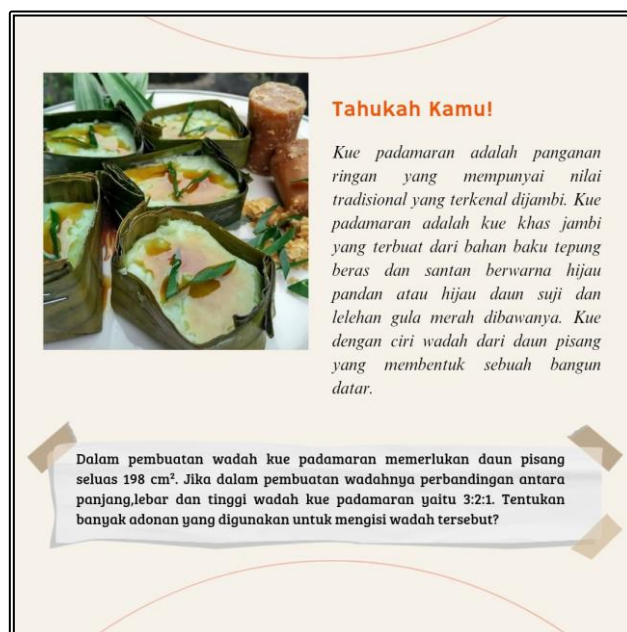 Tahukah Kamu!
Kue padamaran adalah panganan
ringan yang mempunyai nilai
tradisional yang terkenal dijambi. Kue
padamaran adalah kue khas jambi
yang terbuat dari bahan baku tepung
beras dan santan berwarna hijau
pandan atau hijau daun suji dan
lelehan gula merah dibawanya. Kue
dengan ciri wadah dari daun pisang
yang membentuk sebuah bangun
datar.
Dalam pembuatan wadah kue padamaran memerlukan daun pisang
seluas 198 cm². Jika dalam pembuatan wadahnya perbandingan antara
panjang,lebar dan tinggi wadah kue padamaran yaitu 3:2:1. Tentukan
banyak adonan yang digunakan untuk mengisi wadah tersebut?